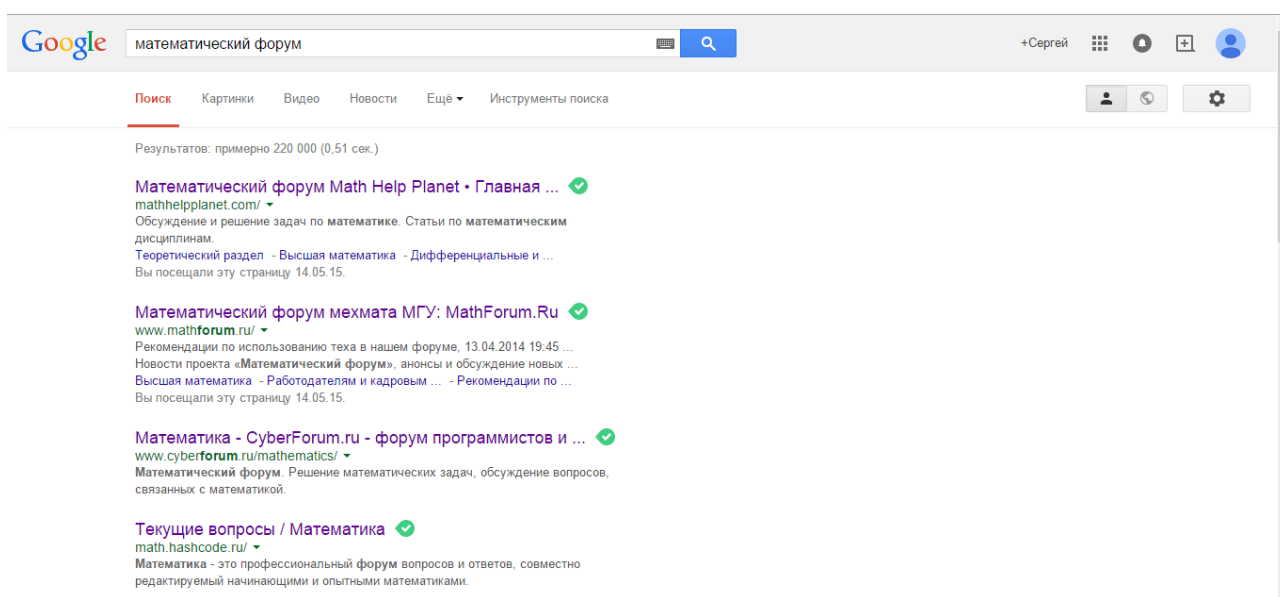 Google математический форум +Сергей
Поиск Картинки Видео Новости Ещё Инструменты поиска
Результатов: примерно 220 000 (0,51 сек.)
Математический форум Math Help Planet • Главная ...
mathhelpplanet.com/
Обсуждение и решение задач по математике. Статьи по математическим
дисциплинам.
Теоретический раздел - Высшая математика - Дифференциальные и ...
Вы посещали эту страницу 14.05.15.
Математический форум мехмата МГУ: MathForum.Ru
www.mathforum.ru/
Рекомендации по использованию теха в нашем форуме, 13.04.2014 19:45 ...
Новости проекта «Математический форум», анонсы и обсуждение новых ...
Высшая математика - Работодателям и кадровым ... - Рекомендации по ...
Вы посещали эту страницу 14.05.15.
Математика - CyberForum.ru - форум программистов и ...
www.cyberforum.ru/mathematics/
Математический форум. Решение математических задач, обсуждение вопросов,
связанных с математикой.
Текущие вопросы / Математика
math.hashcode.ru/
Математика - это профессиональный форум вопросов и ответов, совместно
редактируемый начинающими и опытными математиками.